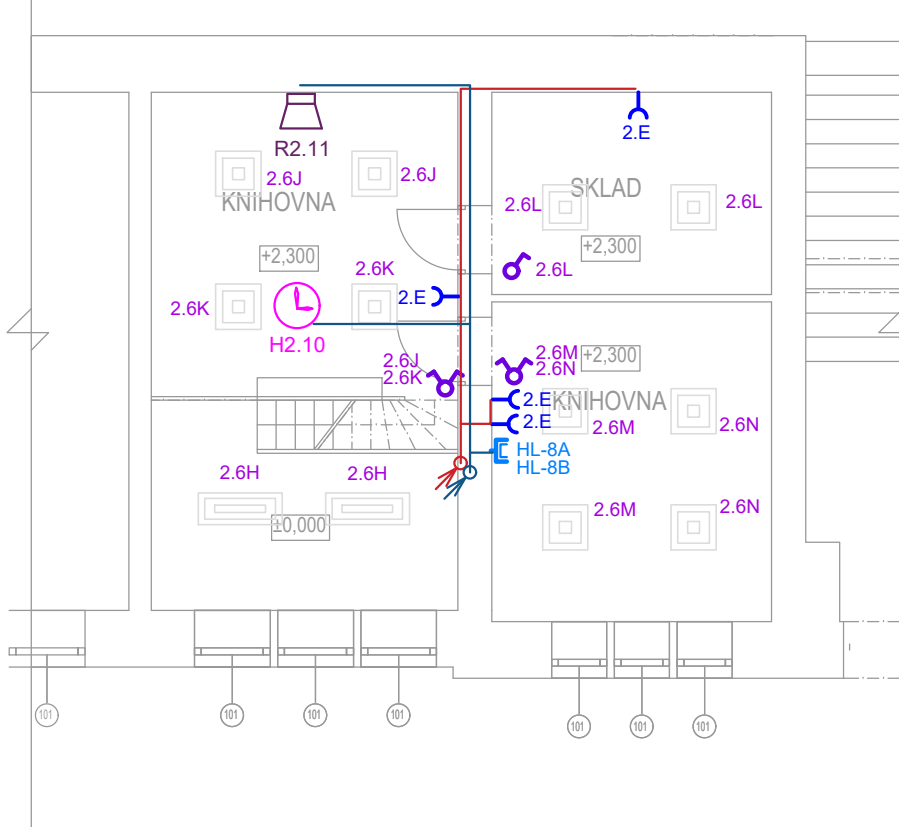 2.E
R2.11
2.6J
2.6J
KNIHOVNA
SKLAD
2.6L
2.6L
+2,300
+2,300
2.6L
2.6K
2.6K
2.E
H2.10
2.6J
2.6K
2.6M
2.6N
+2,300
2.E
KNIHOVNA
2.E
2.6M
2.6N
HL-8A
HL-8B
2.6H
2.6H
2.6M
2.6N
±0,000
101
101
101
101
101
101
101